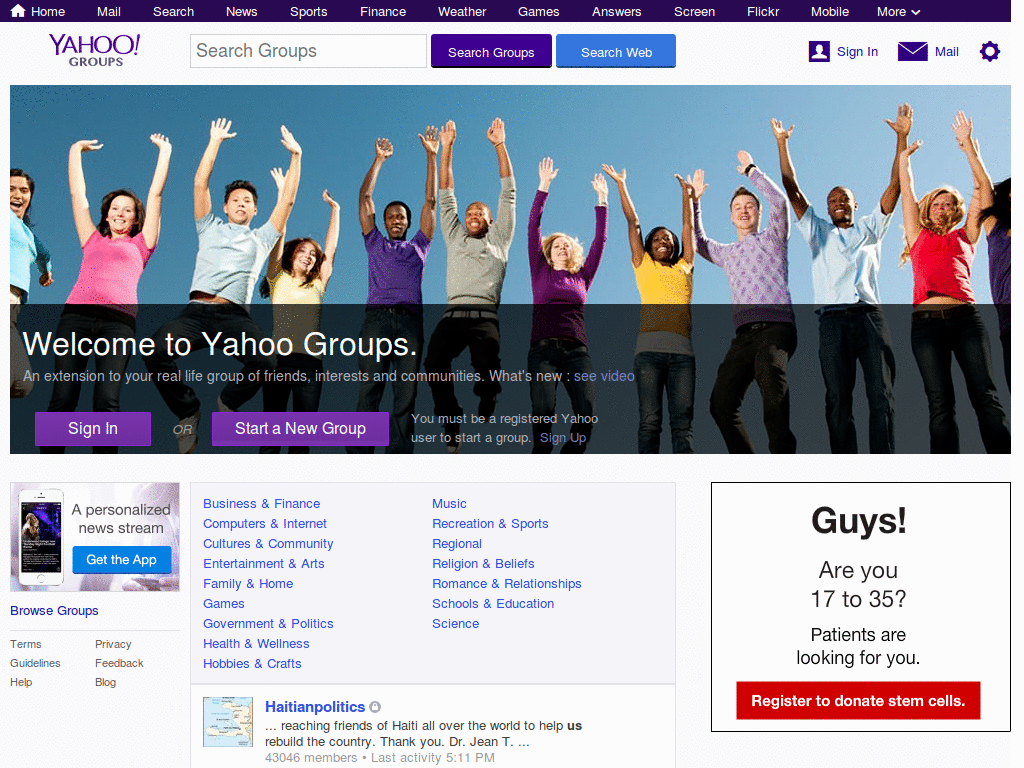 Home Mail Search News Sports Finance Weather Games Answers Screen Flickr Mobile More
YAHOO!
GROUPS
Search Groups
Search Groups
Search Web
Sign In
Mail
Welcome to Yahoo Groups.
An extension to your real life group of friends, interests and communities. What's new : see video
Sign In
OR
Start a New Group
You must be a registered Yahoo
user to start a group. Sign Up
A personalized
news stream
Get the App
Browse Groups
Terms Privacy
Guidelines Feedback
Help Blog
Business & Finance
Computers & Internet
Cultures & Community
Entertainment & Arts
Family & Home
Games
Government & Politics
Health & Wellness
Hobbies & Crafts
Music
Recreation & Sports
Regional
Religion & Beliefs
Romance & Relationships
Schools & Education
Science
Haitianpolitics
... reaching friends of Haiti all over the world to help us
rebuild the country. Thank you. Dr. Jean T. ...
43046 members • Last activity 5:11 PM
Guys!
Are you
17 to 35?
Patients are
looking for you.
Register to donate stem cells.